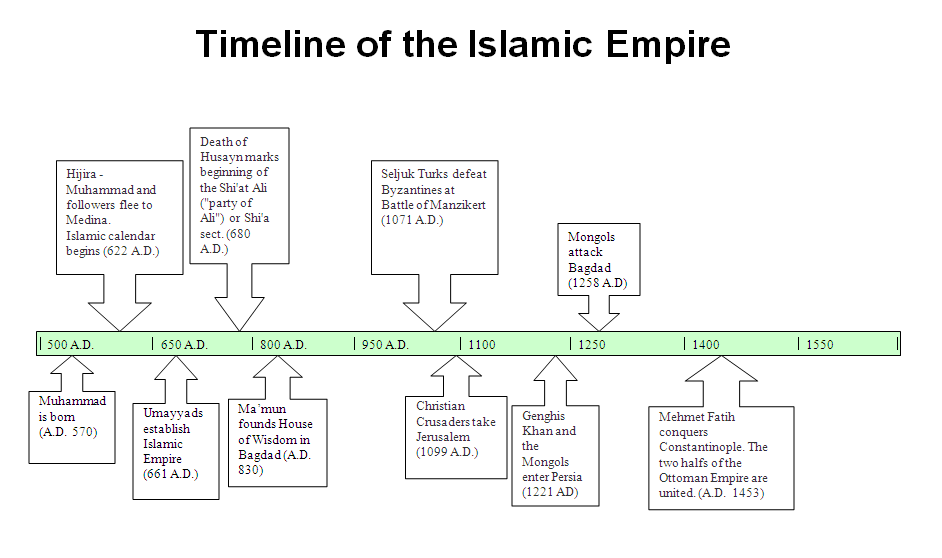 Timeline of the Islamic Empire
Hijira -
Muhammad and
followers flee to
Medina.
Islamic calendar
begins (622 A.D.)
Death of
Husayn marks
beginning of
the Shi'at Ali
("party of
Ali") or Shi'a
sect. (680
A.D.)
Seljuk Turks defeat
Byzantines at
Battle of Manzikert
(1071 A.D.)
Mongols
attack
Bagdad
(1258 A.D)
500 A.D.
650 A.D.
800 A.D.
950 A.D.
1100
1250
1400
1550
Muhammad
is born
(A.D. 570)
Umayyads
establish
Islamic
Empire
(661 A.D.)
Ma'mun
founds House
of Wisdom in
Bagdad (A.D.
830)
Christian
Crusaders take
Jerusalem
(1099 A.D.)
Genghis
Khan and
the
Mongols
enter Persia
(1221 AD)
Mehmet Fatih
conquers
Constantinople. The
two halfs of the
Ottoman Empire are
united. (A.D. 1453)